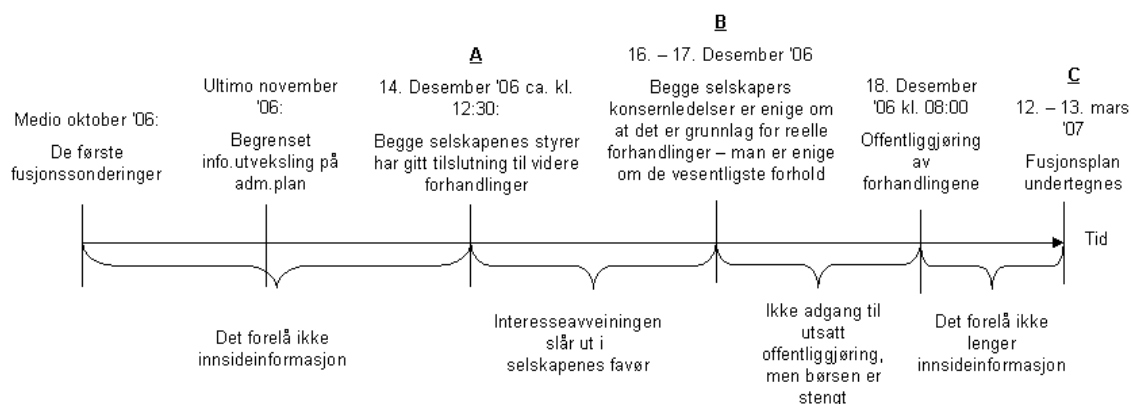 Medio oktober '06:
De første
fusjonssonderinger
Ultimo november
'06:
Begrenset
info.utveksling på
adm.plan
A
14. Desember '06 ca. kl.
12:30:
Begge selskapenes styrer
har gitt tilslutning til videre
forhandlinger
B
16. – 17. Desember '06
Begge selskapers
konsernledelser er enige om
at det er grunnlag for reelle
forhandlinger – man er enige
om de vesentligste forhold
18. Desember
'06 kl. 08:00
Offentliggjøring
av
forhandlingene
C
12. – 13. mars
'07
Fusjonsplan
undertegnes
Tid
Det forelå ikke
innsideinformasjon
Interesseavveiningen
slår ut i
selskapenes favør
Ikke adgang til
utsatt
offentliggjøring,
men børsen er
stengt
Det forelå ikke
lenger
innsideinformasjon